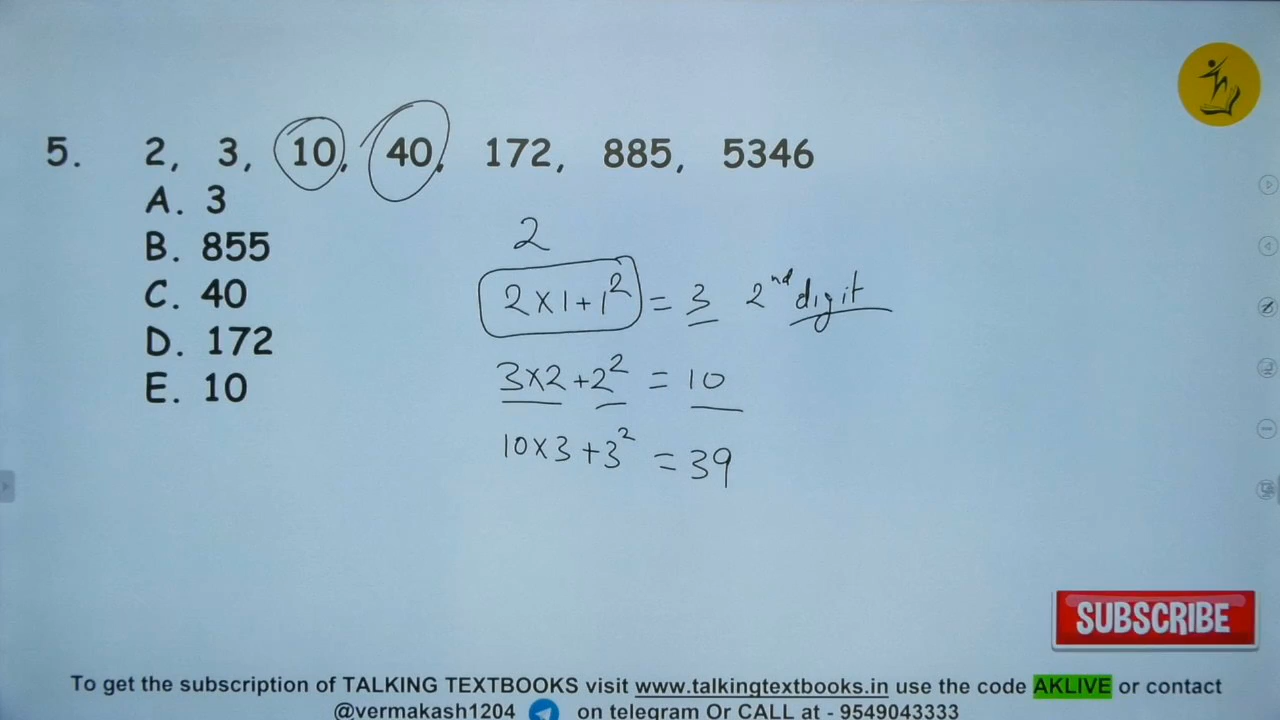 5. 2, 3, 10, 40, 172, 885, 5346
A. 3
B. 855
C. 40
D. 172
E. 10
2
2×1+1² = 3 2nd digit
3×2+2² = 10
10×3+3² = 39
SUBSCRIBE
To get the subscription of TALKING TEXTBOOKS visit www.talkingtextbooks.in use the code AKLIVE or contact
@vermakash1204 on telegram Or CALL at - 9549043333